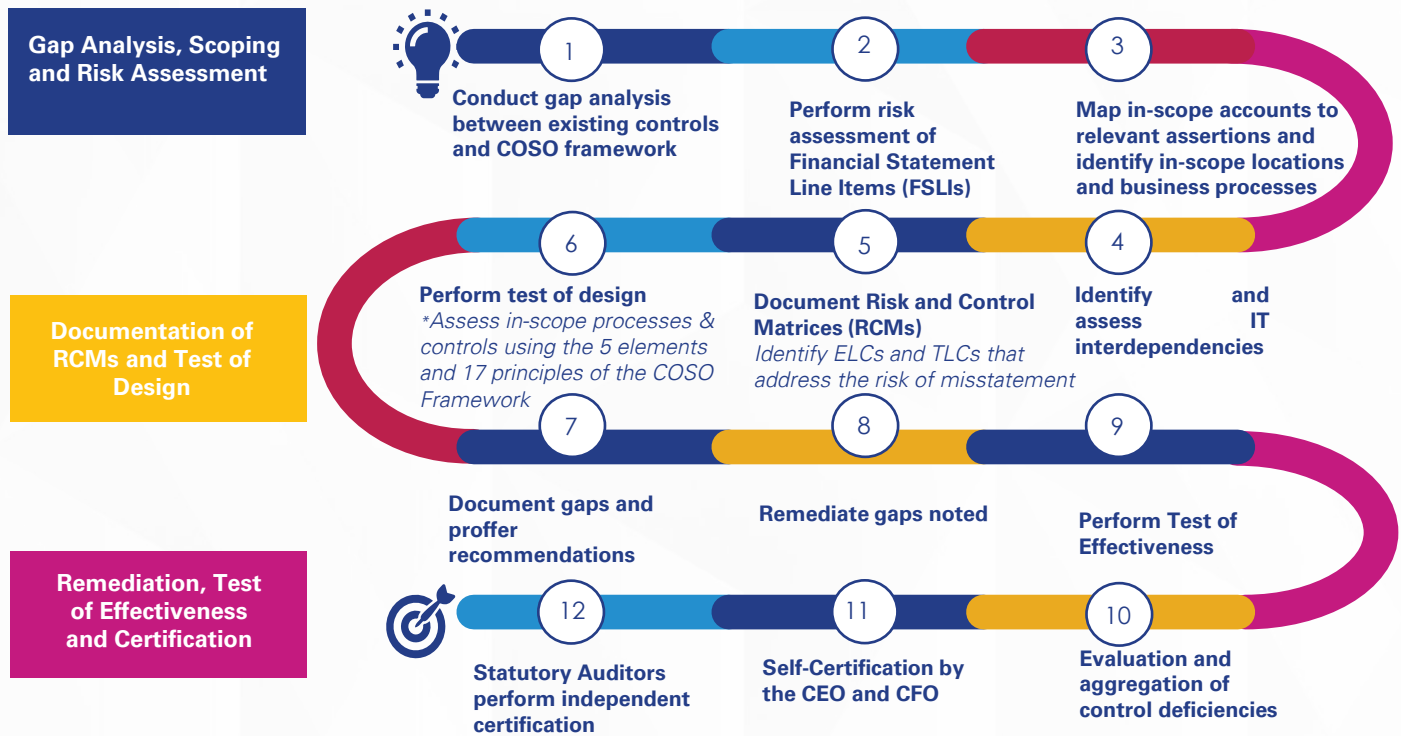 Gap Analysis, Scoping
and Risk Assessment
1
Conduct gap analysis
between existing controls
and COSO framework
2
Perform risk
assessment of
Financial Statement
Line Items (FSLIs)
3
Map in-scope accounts to
relevant assertions and
identify in-scope locations
and business processes
4
Identify and
assess IT
interdependencies
5
Document Risk and Control
Matrices (RCMs)
Identify ELCs and TLCs that
address the risk of misstatement
6
Perform test of design
*Assess in-scope processes &
controls using the 5 elements
and 17 principles of the COSO
Framework
Documentation of
RCMs and Test of
Design
7
Document gaps and
proffer
recommendations
8
Remediate gaps noted
9
Perform Test of
Effectiveness
Remediation, Test
of Effectiveness
and Certification
10
Evaluation and
aggregation of
control deficiencies
11
Self-Certification by
the CEO and CFO
12
Statutory Auditors
perform independent
certification